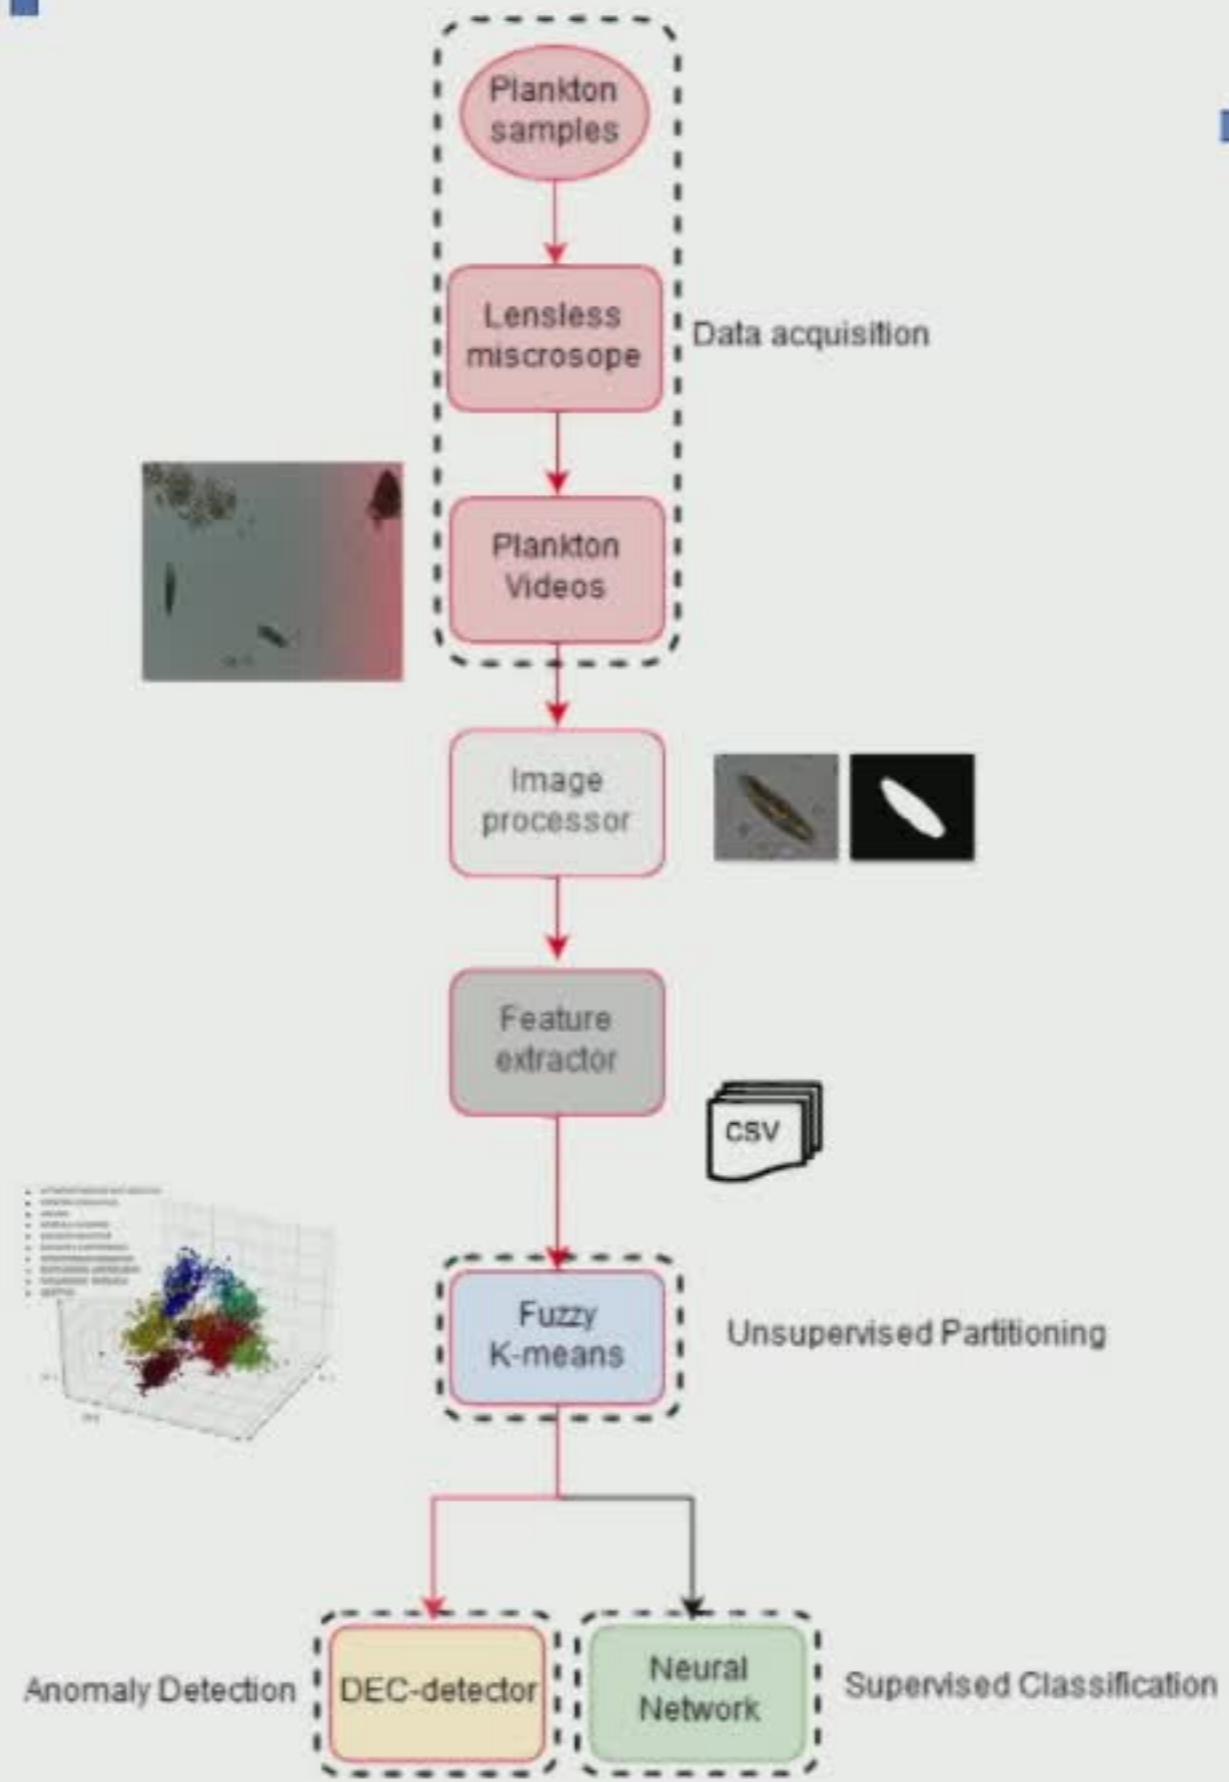 Plankton
samples
Lensless
miscrosope
Data acquisition
Plankton
Videos
Image
processor
Feature
extractor
CSV
Fuzzy
K-means
Unsupervised Partitioning
Anomaly Detection
DEC-detector
Neural
Network
Supervised Classification